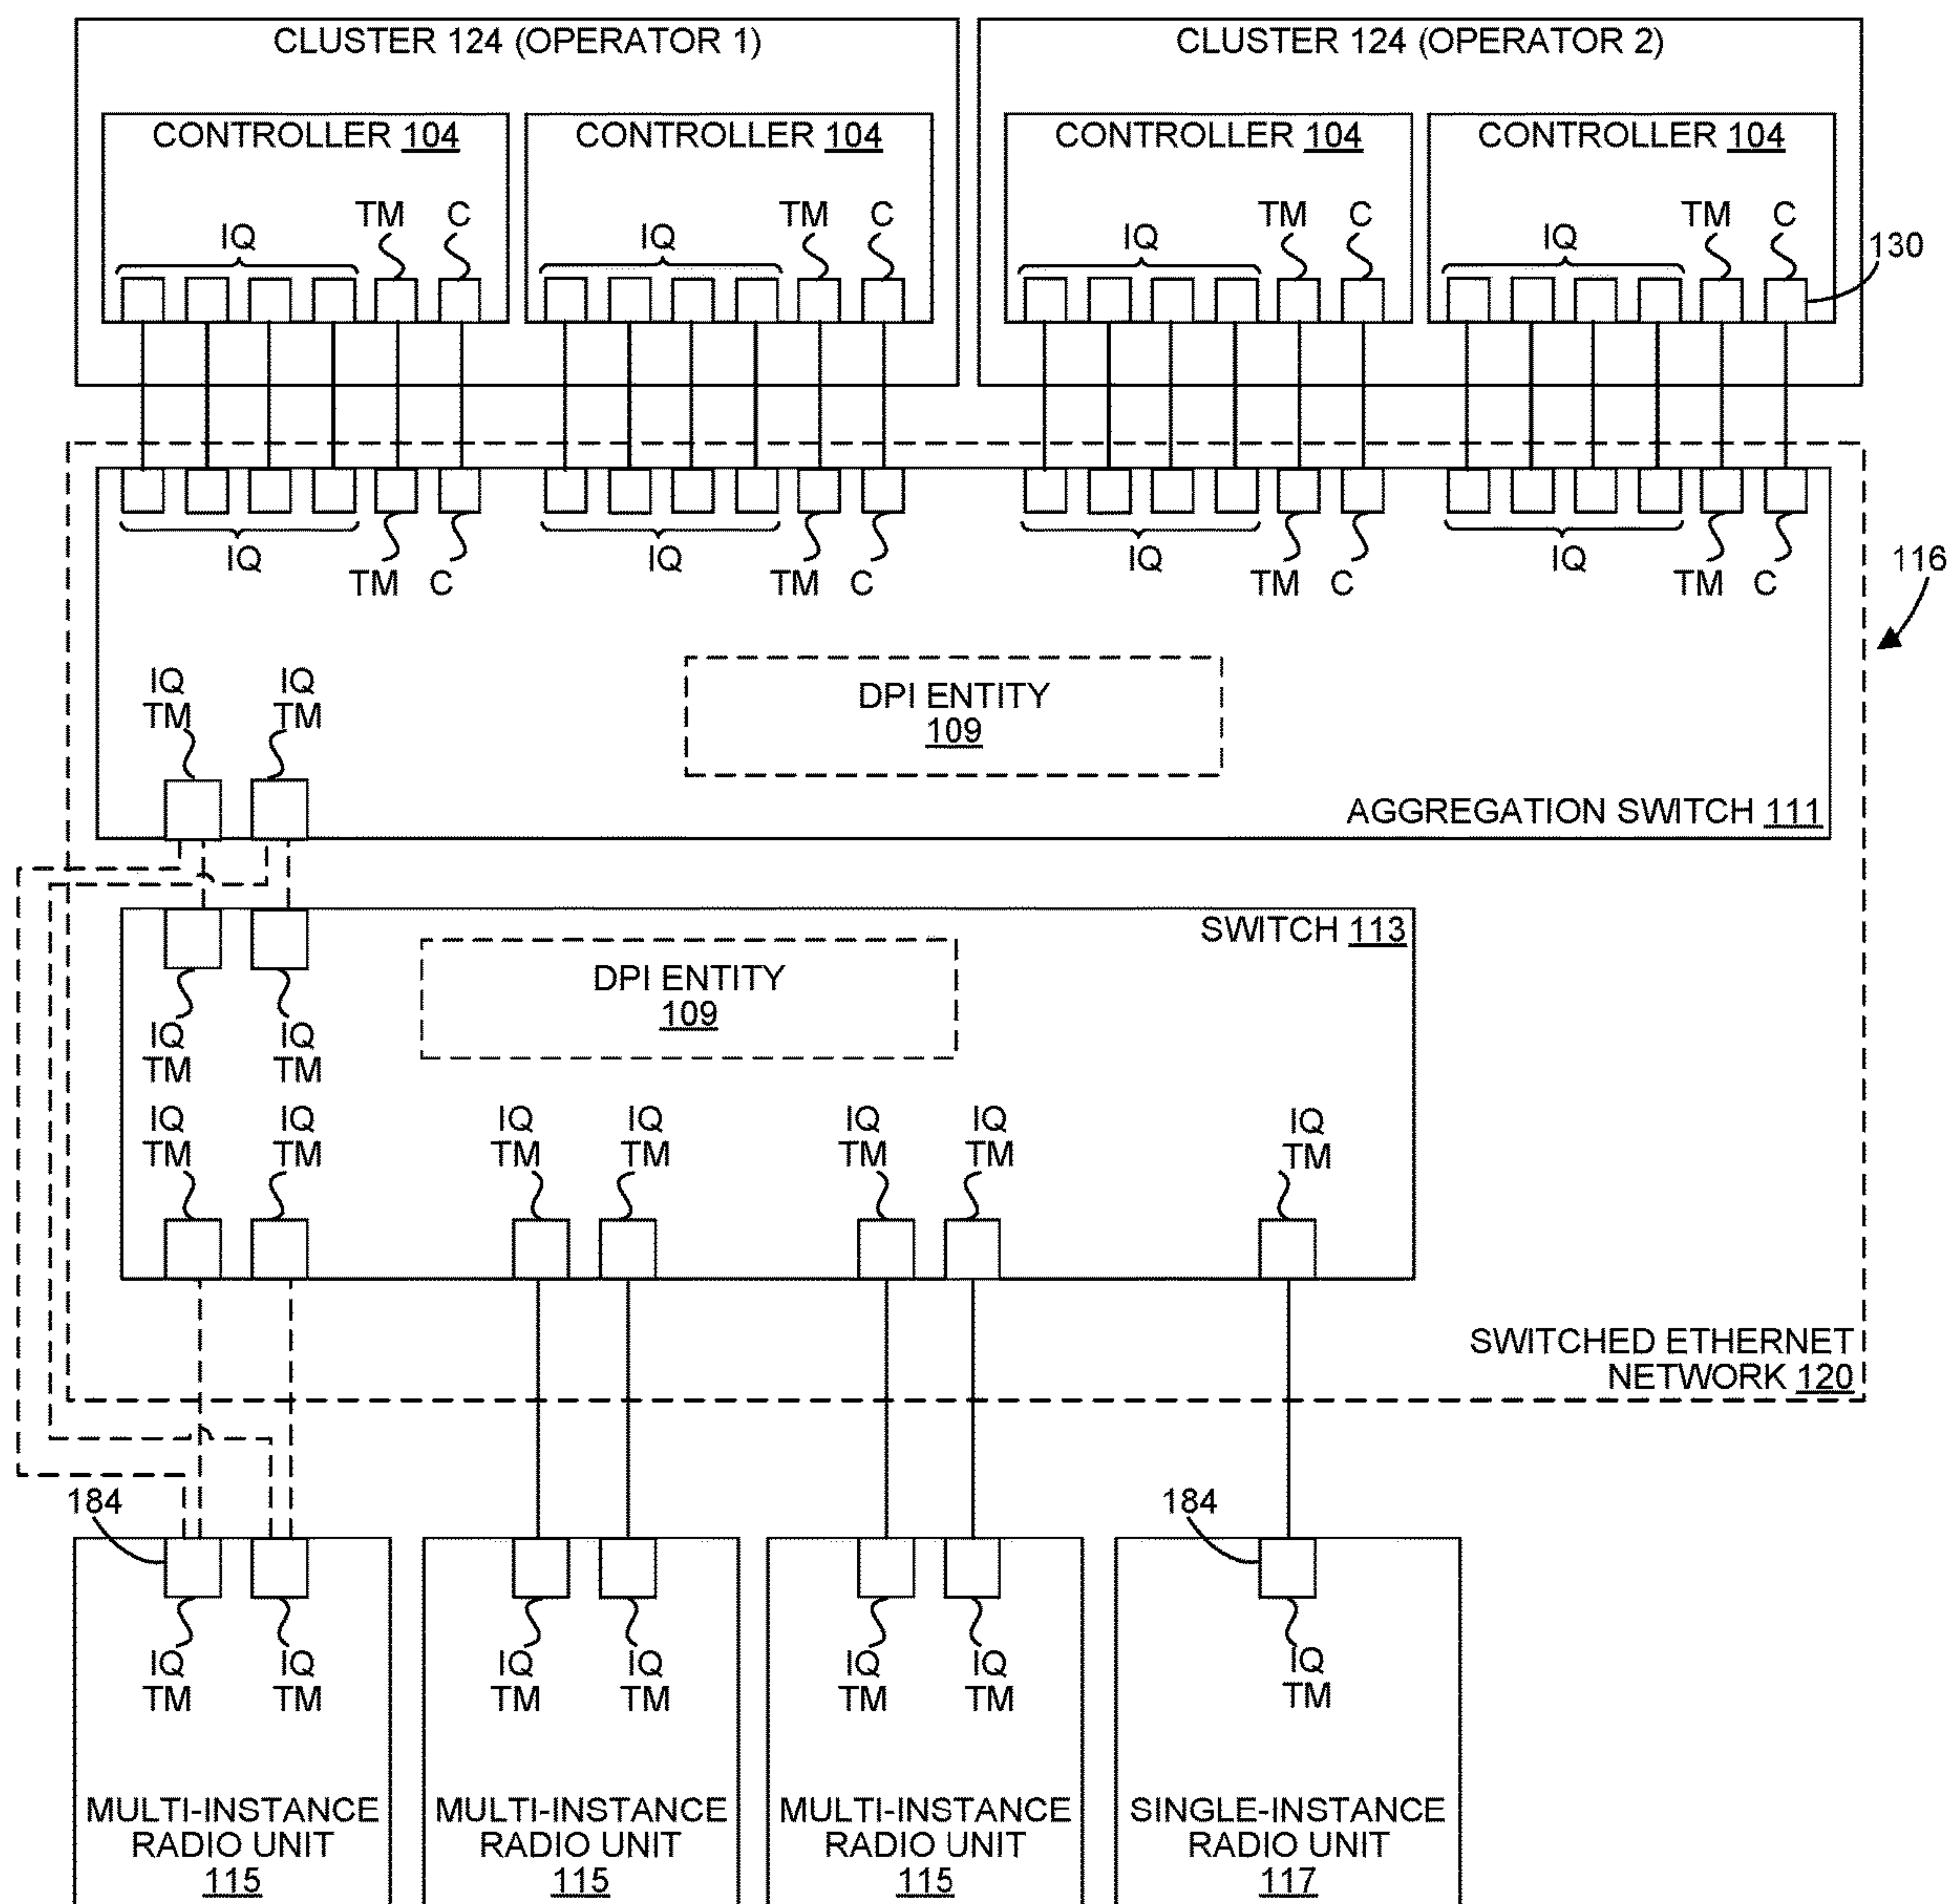 CLUSTER 124 (OPERATOR 1)
CLUSTER 124 (OPERATOR 2)
CONTROLLER 104
CONTROLLER 104
CONTROLLER 104
CONTROLLER 104
IQ TM C
IQ TM C
IQ TM C
IQ TM C
130
IQ TM C
IQ TM C
IQ TM C
IQ TM C
116
IQ
TM
IQ
TM
DPI ENTITY
109
AGGREGATION SWITCH 111
SWITCH 113
DPI ENTITY
109
IQ
TM
IQ
TM
IQ
TM
IQ
TM
IQ
TM
IQ
TM
IQ
TM
IQ
TM
IQ
TM
SWITCHED ETHERNET
NETWORK 120
184
184
IQ
TM
IQ
TM
IQ
TM
IQ
TM
IQ
TM
IQ
TM
IQ
TM
MULTI-INSTANCE
RADIO UNIT
115
MULTI-INSTANCE
RADIO UNIT
115
MULTI-INSTANCE
RADIO UNIT
115
SINGLE-INSTANCE
RADIO UNIT
117